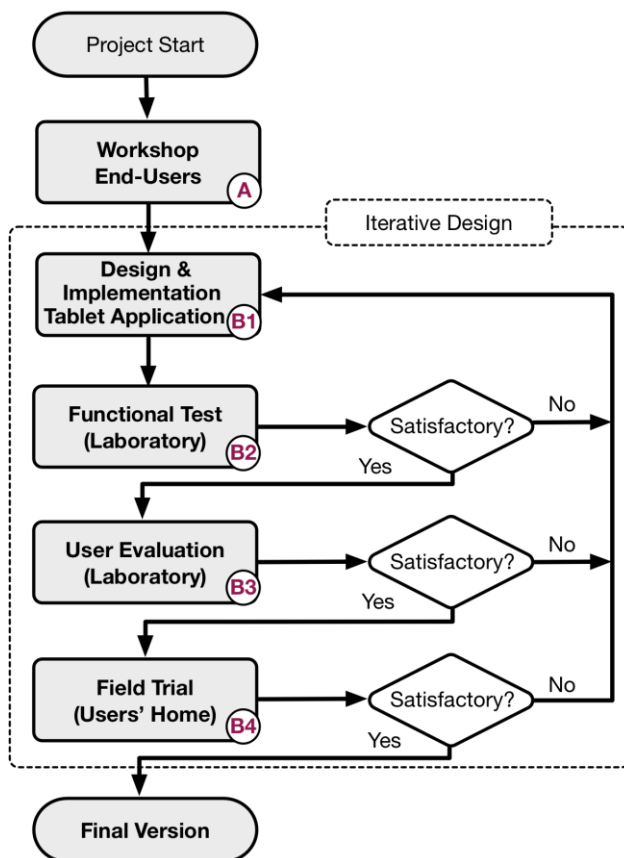 Project Start
Workshop
End-Users
A
Iterative Design
Design &
Implementation
Tablet Application
B1
Functional Test
(Laboratory)
B2
Satisfactory?
No
Yes
User Evaluation
(Laboratory)
B3
Satisfactory?
No
Yes
Field Trial
(Users' Home)
B4
Satisfactory?
No
Yes
Final Version